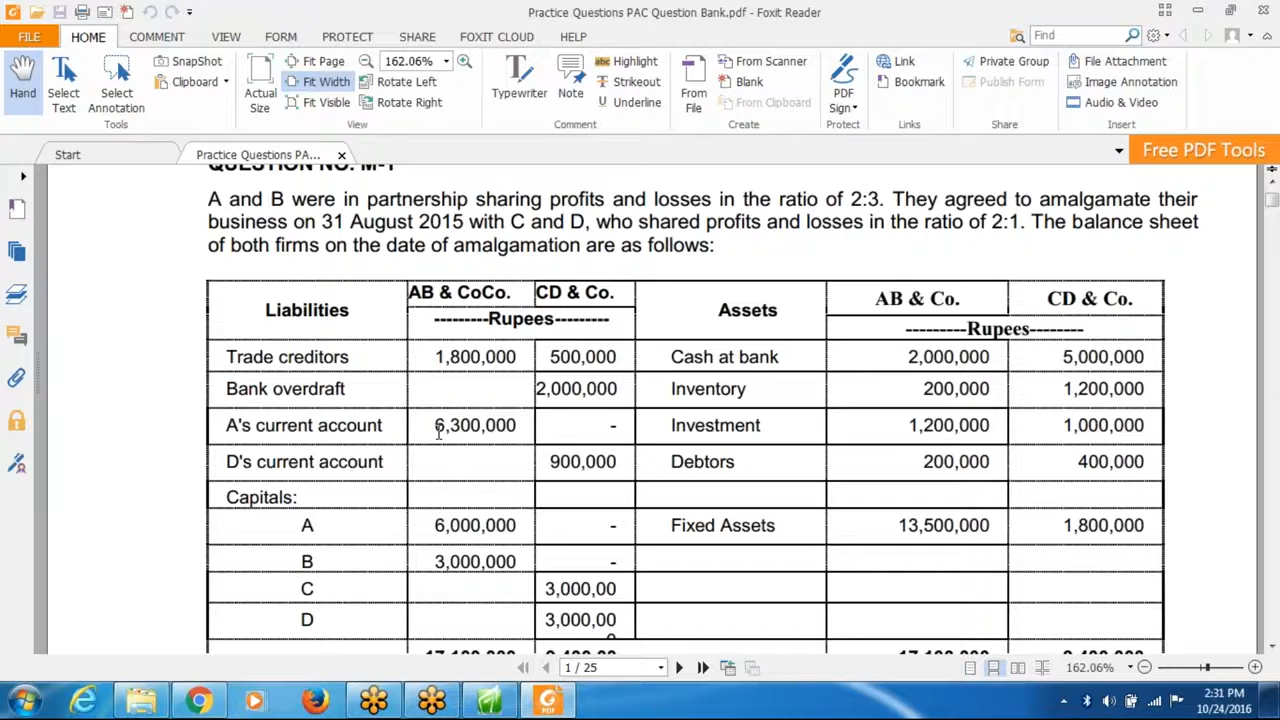 Practice Questions PAC Question Bank.pdf - Foxit Reader
FILE HOME COMMENT VIEW FORM PROTECT SHARE FOXIT CLOUD HELP Find
Hand
Select Text
Select Annotation
SnapShot
Clipboard
Tools
Actual Size
Fit Page
Fit Width
Fit Visible
162.06%
Rotate Left
Rotate Right
View
Typewriter
Note
Highlight
Strikeout
Underline
Comment
From File
From Scanner
Blank
From Clipboard
Create
PDF Sign
Protect
Link
Bookmark
Links
Private Group
Publish Form
Share
File Attachment
Image Annotation
Audio & Video
Insert
Start Practice Questions PA... Free PDF Tools
QUESTION NO. M-1
A and B were in partnership sharing profits and losses in the ratio of 2:3. They agreed to amalgamate their
business on 31 August 2015 with C and D, who shared profits and losses in the ratio of 2:1. The balance sheet
of both firms on the date of amalgamation are as follows:
Liabilities AB & CoCo. CD & Co. Assets AB & Co. CD & Co.
---------Rupees--------- ---------Rupees--------
Trade creditors 1,800,000 500,000 Cash at bank 2,000,000 5,000,000
Bank overdraft 2,000,000 Inventory 200,000 1,200,000
A's current account 6,300,000 - Investment 1,200,000 1,000,000
D's current account 900,000 Debtors 200,000 400,000
Capitals:
A 6,000,000 - Fixed Assets 13,500,000 1,800,000
B 3,000,000 -
C 3,000,00
D 3,000,00
1 / 25 162.06%
2:31 PM
10/24/2016